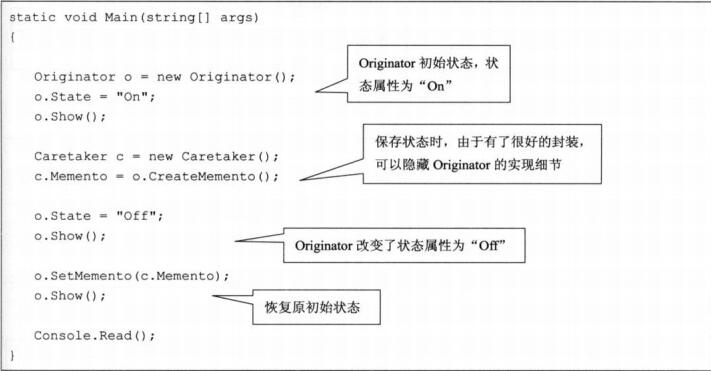 static void Main(string[] args)
{
Originator o = new Originator();
o.State = "On";
o.Show();
Originator 初始状态，状
态属性为“On”
Caretaker c = new Caretaker();
c.Memento = o.CreateMemento();
保存状态时，由于有了很好的封装，
可以隐藏 Originator 的实现细节
o.State = "Off";
o.Show();
Originator 改变了状态属性为“Off”
o.SetMemento(c.Memento);
o.Show();
恢复原初始状态
Console.Read();
}